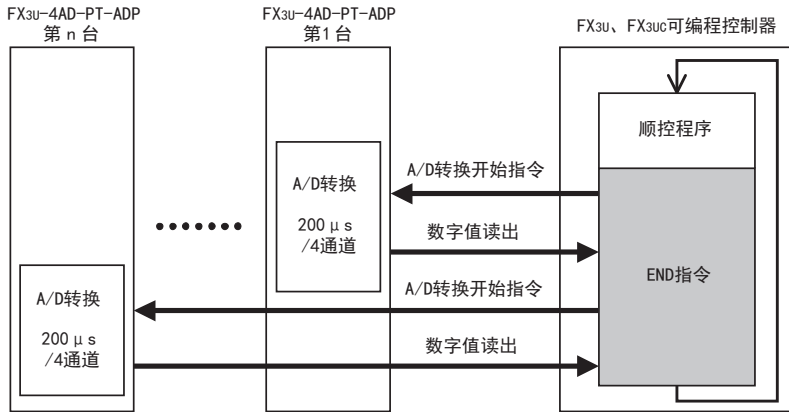 FX3U-4AD-PT-ADP
第 n 台
FX3U-4AD-PT-ADP
第1台
FX3U、FX3UC可编程控制器
顺控程序
A/D转换开始指令
A/D转换
200μs
/4通道
数字值读出
END指令
A/D转换开始指令
A/D转换
200μs
/4通道
数字值读出